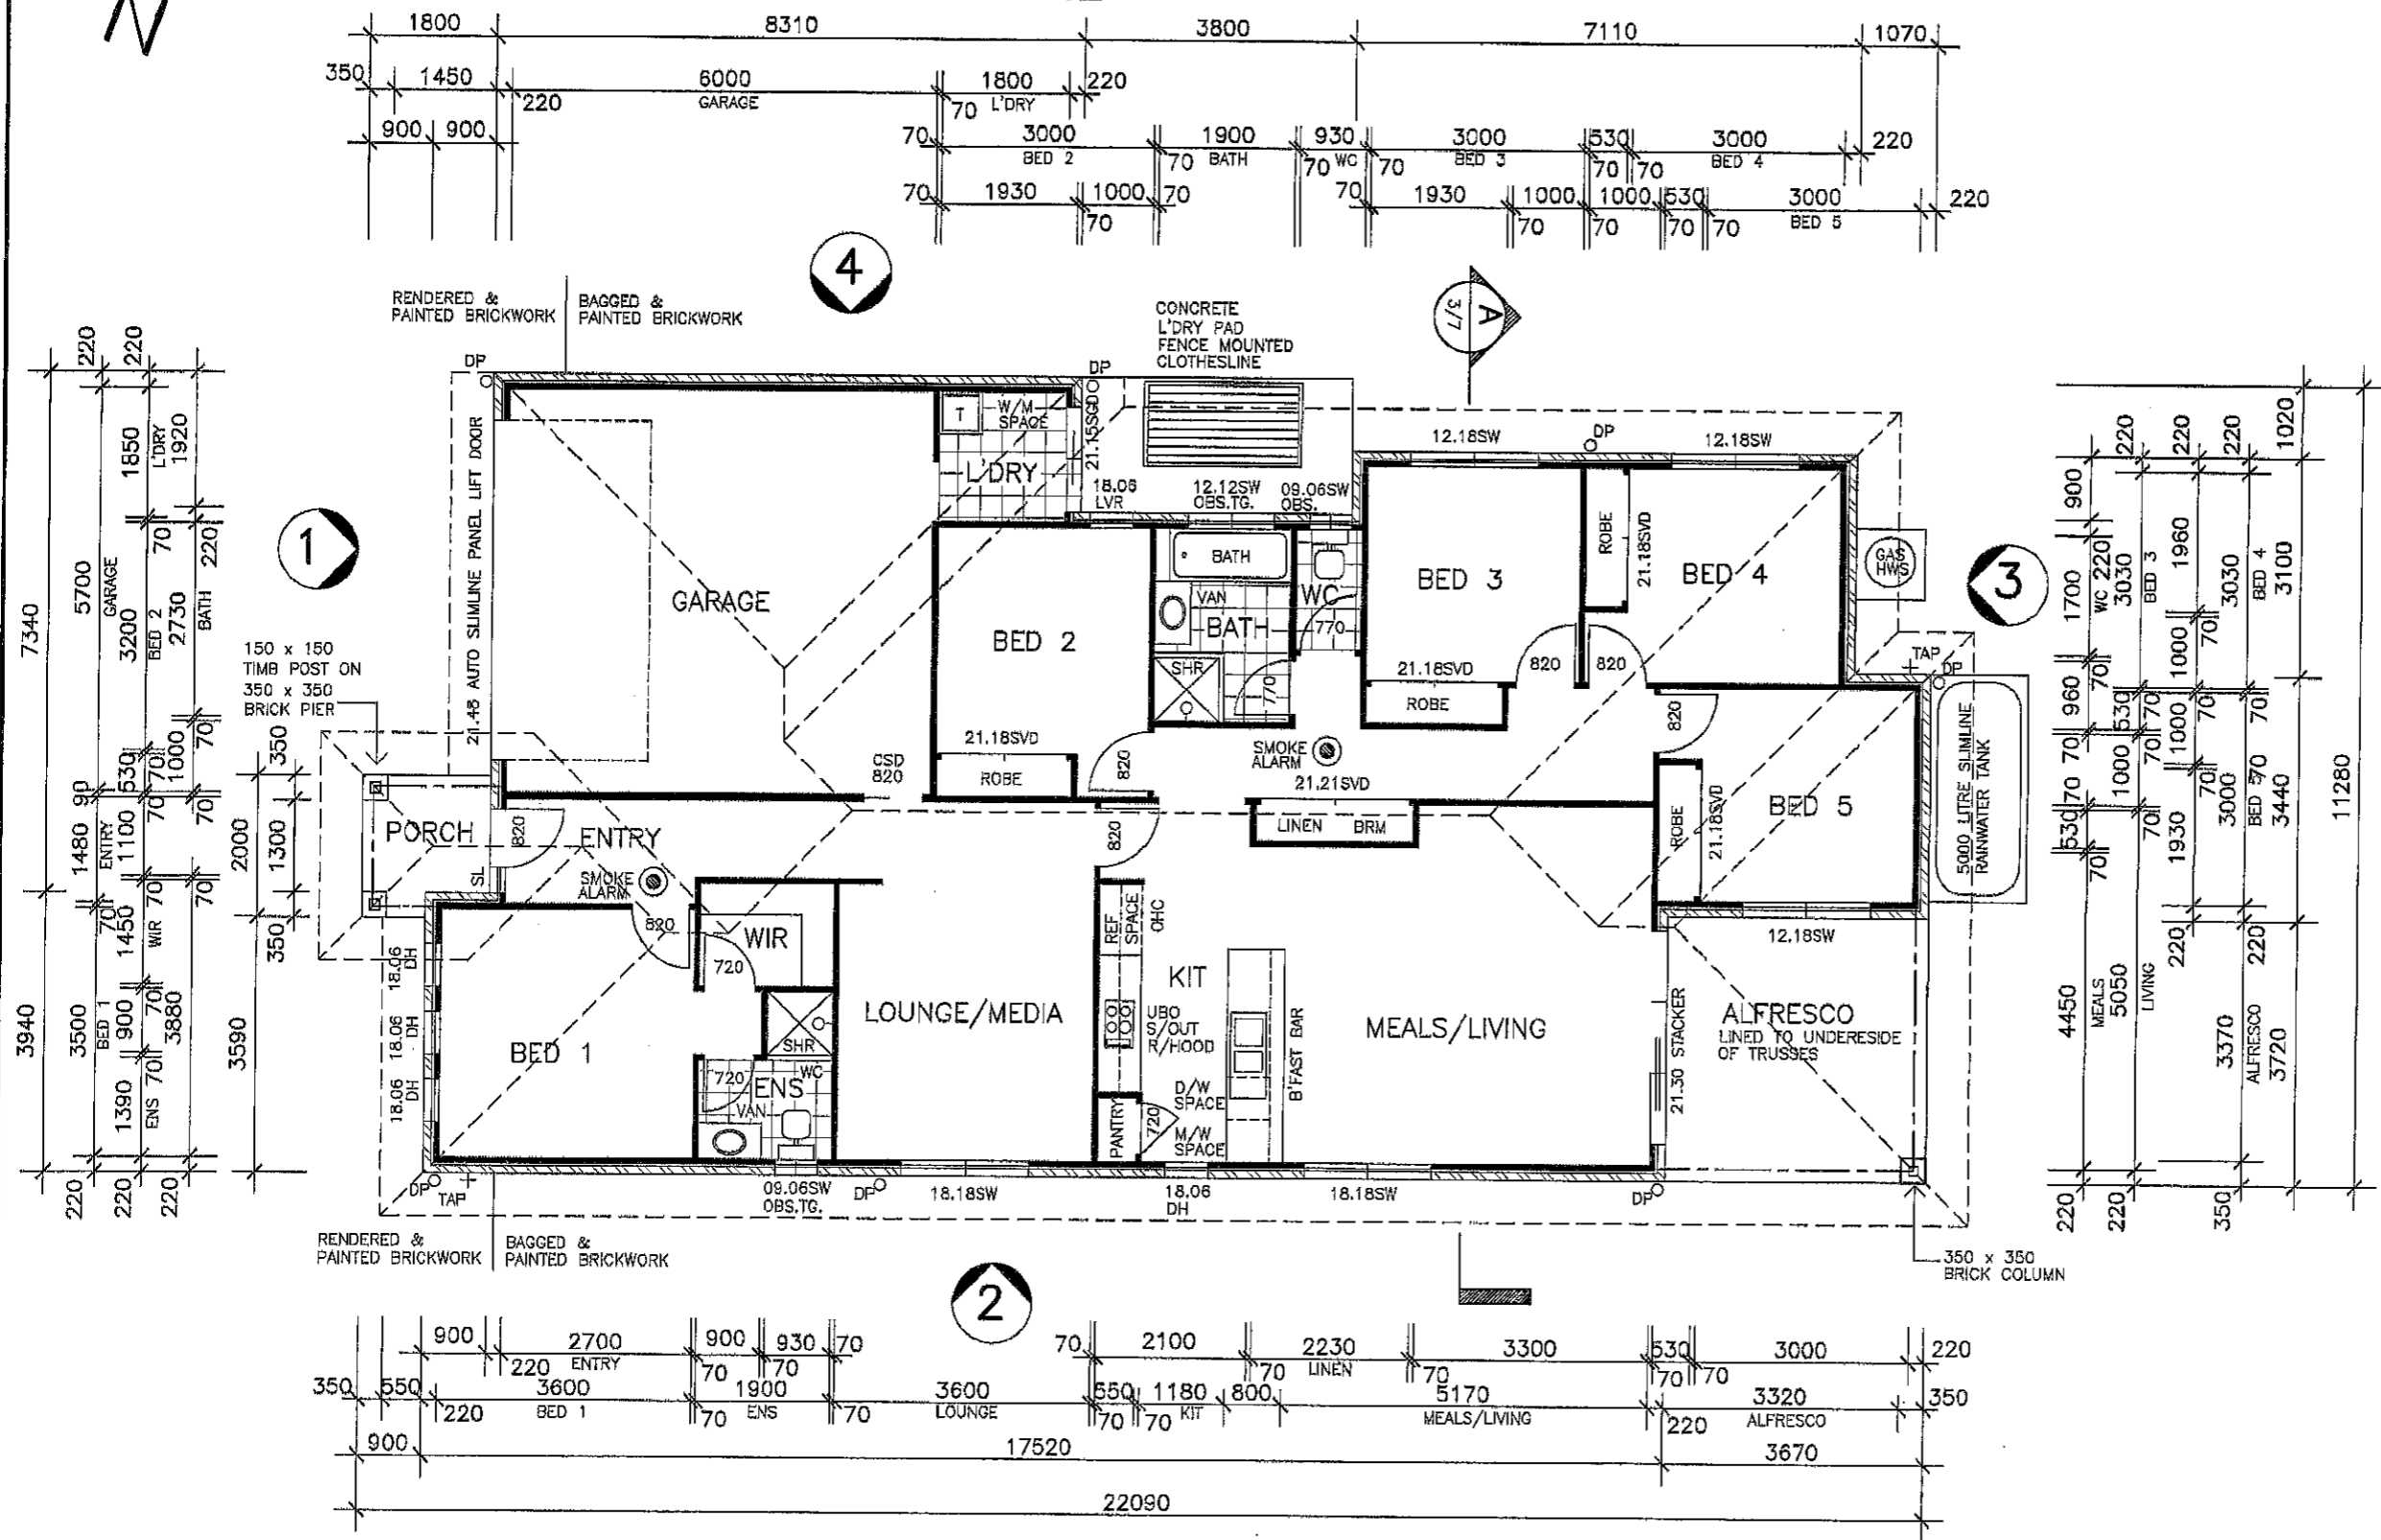 N
1800 8310 3800 7110 1070
350 1450 6000 1800 220
220 GARAGE 70 L'DRY
900 900 70 3000 1900 930 3000 530 3000 220
BED 2 70 BATH 70 WC 70 BED 3 70 70 BED 4
70 1930 1000 70 70 1930 1000 1000 530 3000 220
70 70 70 70 70 BED 5
4
RENDERED &
PAINTED BRICKWORK
BAGGED &
PAINTED BRICKWORK
CONCRETE
L'DRY PAD
FENCE MOUNTED
CLOTHESLINE
A
3/7
DP
DP
21.15SGD
12.18SW
DP
12.18SW
T
W/M
SPACE
L'DRY
18.06
LVR
12.12SW
OBS.TG.
09.06SW
OBS.
1
21.48 AUTO SLIMLINE PANEL LIFT DOOR
GARAGE
BED 2
BATH
VAN
BATH
SHR
770
WC
770
BED 3
ROBE
21.18SVD
BED 4
GAS
HWS
3
150 x 150
TIMB POST ON
350 x 350
BRICK PIER
21.18SVD
ROBE
CSD
820
820
SMOKE
ALARM
21.18SVD
ROBE
820
820
820
TAP
DP
5000 LITRE SLIMLINE
RAINWATER TANK
21.21SVD
LINEN BRM
ROBE
21.18SVD
BED 5
PORCH
820
SL
ENTRY
SMOKE
ALARM
820
820
WIR
720
REF
SPACE
OHC
12.18SW
18.06
DH
18.06
DH
18.06
DH
BED 1
SHR
WC
720
ENS
VAN
LOUNGE/MEDIA
KIT
UBO
S/OUT
R/HOOD
D/W
SPACE
M/W
SPACE
PANTRY
720
B'FAST BAR
MEALS/LIVING
21.30 STACKER
ALFRESCO
LINED TO UNDERESIDE
OF TRUSSES
DP
TAP
09.06SW
OBS.TG.
DP
18.18SW
18.06
DH
18.18SW
DP
RENDERED &
PAINTED BRICKWORK
BAGGED &
PAINTED BRICKWORK
2
350 x 350
BRICK COLUMN
7340 3940
220 5700 GARAGE 90 1480 ENTRY 70 3500 BED 1 220
220 1850 L'DRY 70 3200 BED 2 70 530 70 1100 70 1450 WIR 70 900 70 1390 ENS 220
1920 220 2730 BATH 70 1000 70 70 3880 220
2000 3590
350 1300 350
900 220 1700 WC 70 960 70 70 530 70 4450 MEALS 220
220 3030 BED 3 70 530 70 1000 70 5050 LIVING 220
220 1960 70 1000 70 1000 70 1930 220
220 3030 BED 4 70 3000 BED 5 70 220 3370 ALFRESCO 350
1020 3100 3440 3720
11280
900 2700 900 930 70 70 2100 2230 3300 530 3000 220
220 ENTRY 70 70 70 LINEN 70 70 70
350 550 3600 1900 3600 550 1180 800 5170 3320 350
220 BED 1 70 ENS 70 LOUNGE 70 70 KIT MEALS/LIVING 220 ALFRESCO
900 17520 3670
22090